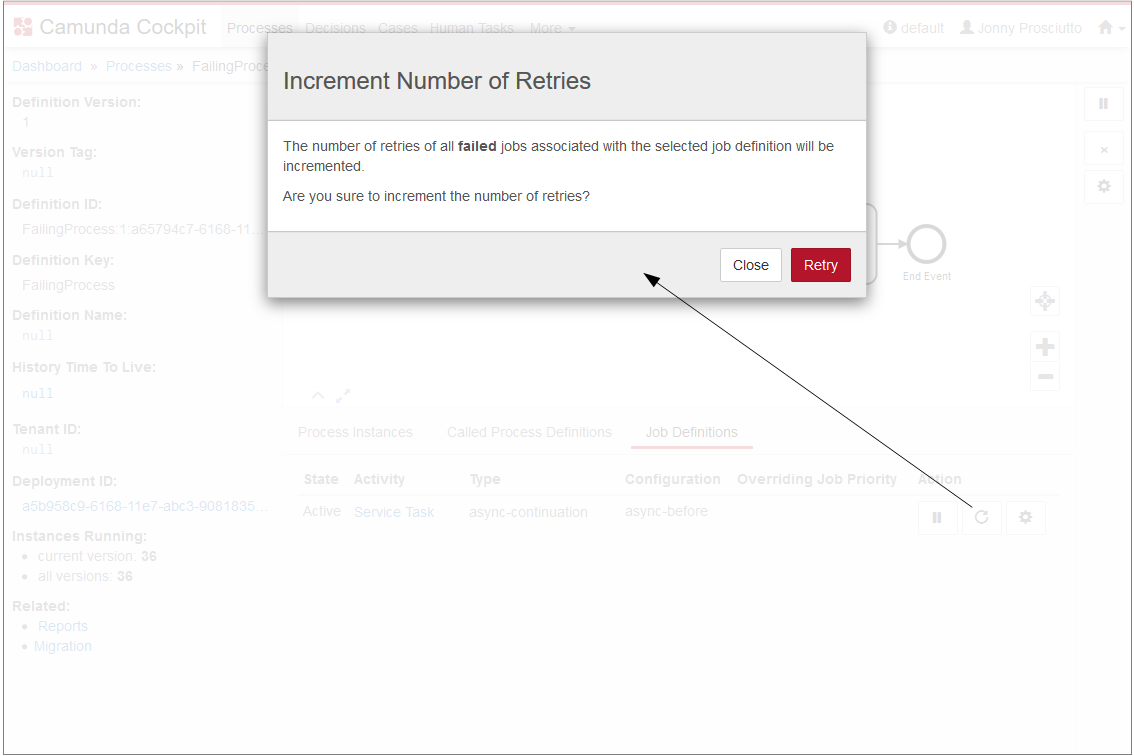 Camunda Cockpit Processes Decisions Cases Human Tasks More default Jonny Prosciutto
Dashboard » Processes » FailingProce
Increment Number of Retries
The number of retries of all failed jobs associated with the selected job definition will be
incremented.
Are you sure to increment the number of retries?
Close Retry
Definition Version:
1
Version Tag:
null
Definition ID:
FailingProcess:1:a65794c7-6168-11...
Definition Key:
FailingProcess
Definition Name:
null
History Time To Live:
null
Tenant ID:
null
Deployment ID:
a5b958c9-6168-11e7-abc3-9081835...
Instances Running:
current version: 36
all versions: 36
Related:
Reports
Migration
End Event
Process Instances Called Process Definitions Job Definitions
State Activity Type Configuration Overriding Job Priority Action
Active Service Task async-continuation async-before